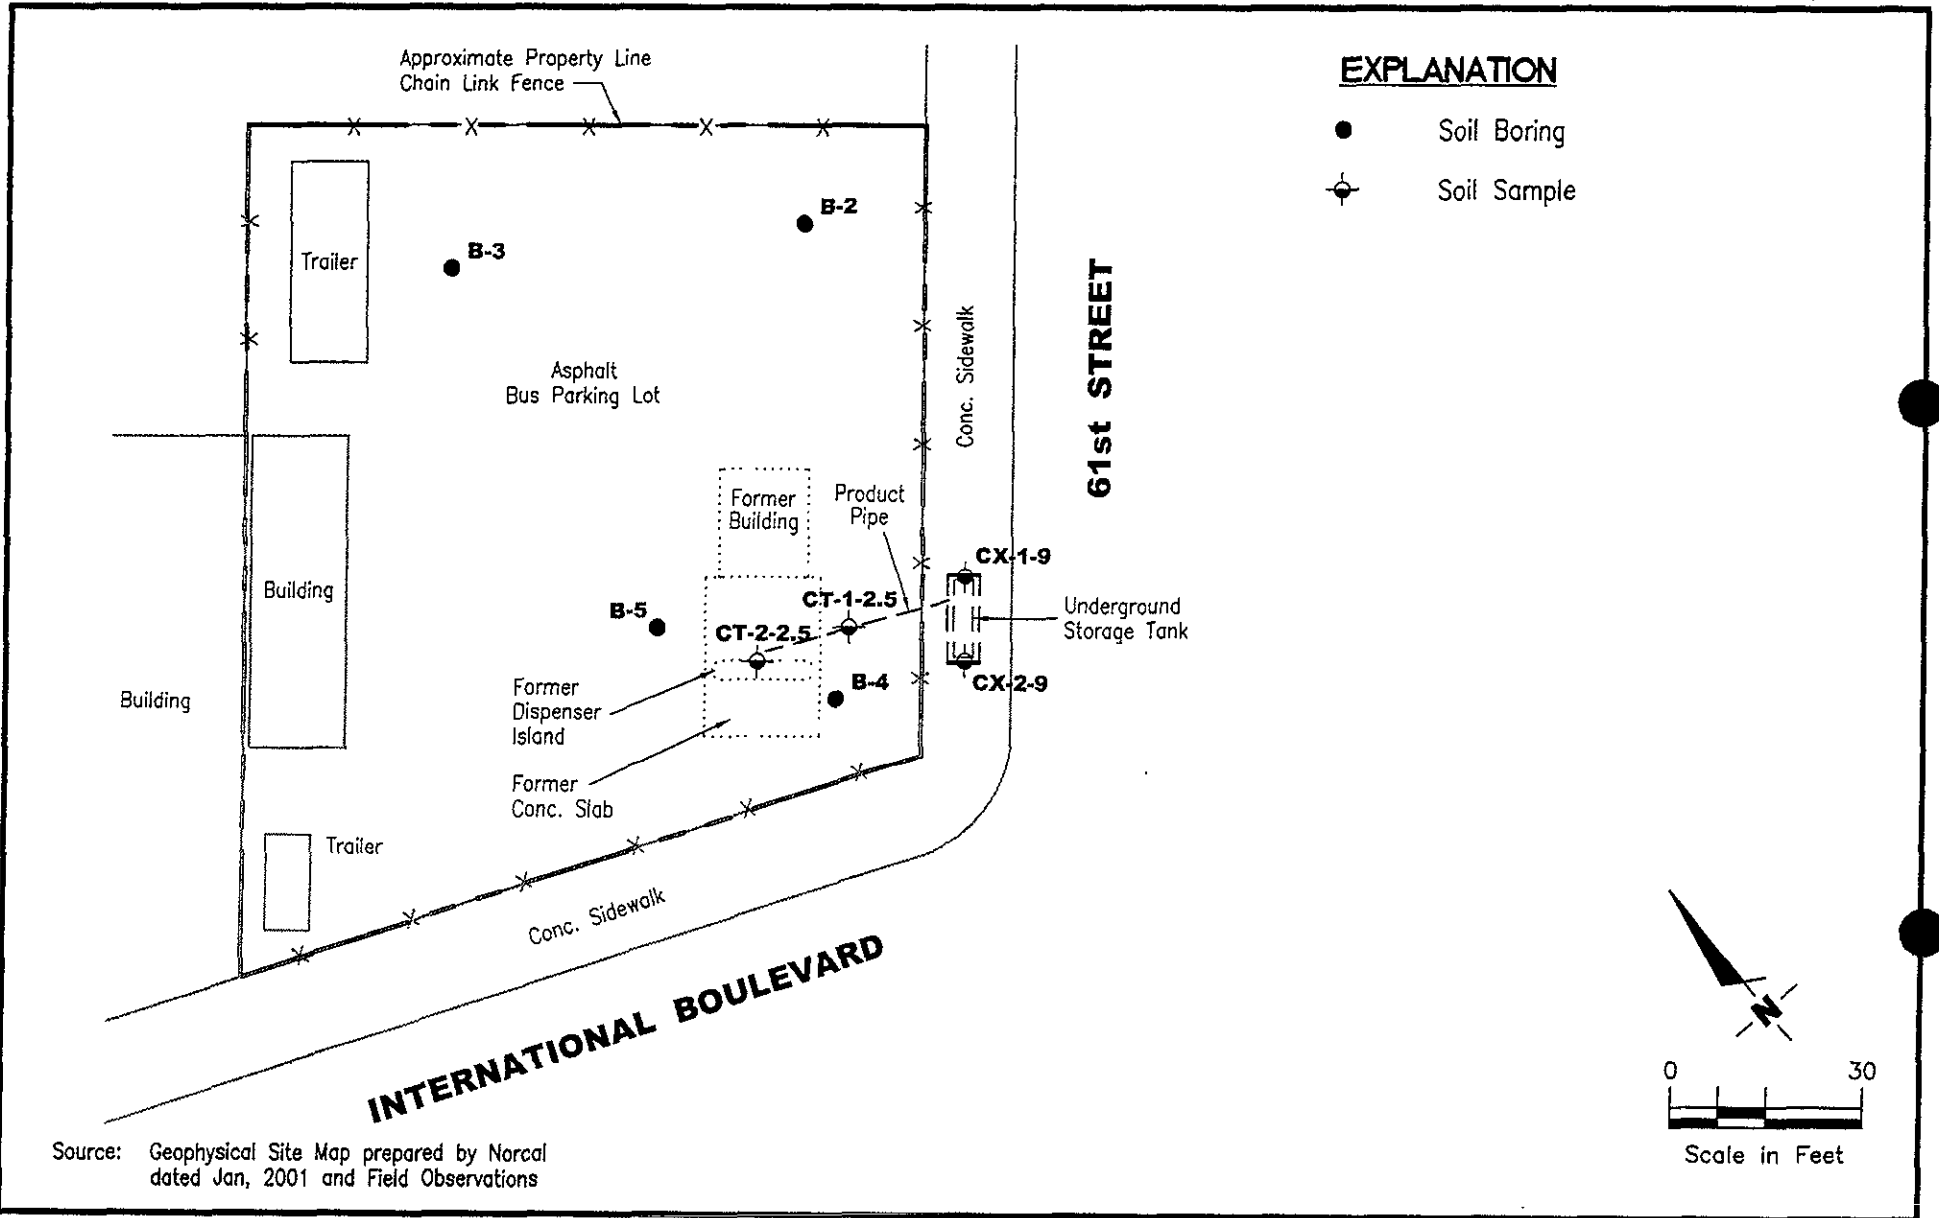 Approximate Property Line
Chain Link Fence
EXPLANATION
Soil Boring
Soil Sample
B-2
B-3
Trailer
61st STREET
Conc. Sidewalk
Asphalt
Bus Parking Lot
Former
Building
Product
Pipe
CX-1-9
Building
B-5
CT-1-2.5
CT-2-2.5
Underground
Storage Tank
CX-2-9
B-4
Building
Former
Dispenser
Island
Former
Conc. Slab
Trailer
Conc. Sidewalk
INTERNATIONAL BOULEVARD
N
0 30
Scale in Feet
Source: Geophysical Site Map prepared by Norcal
dated Jan, 2001 and Field Observations